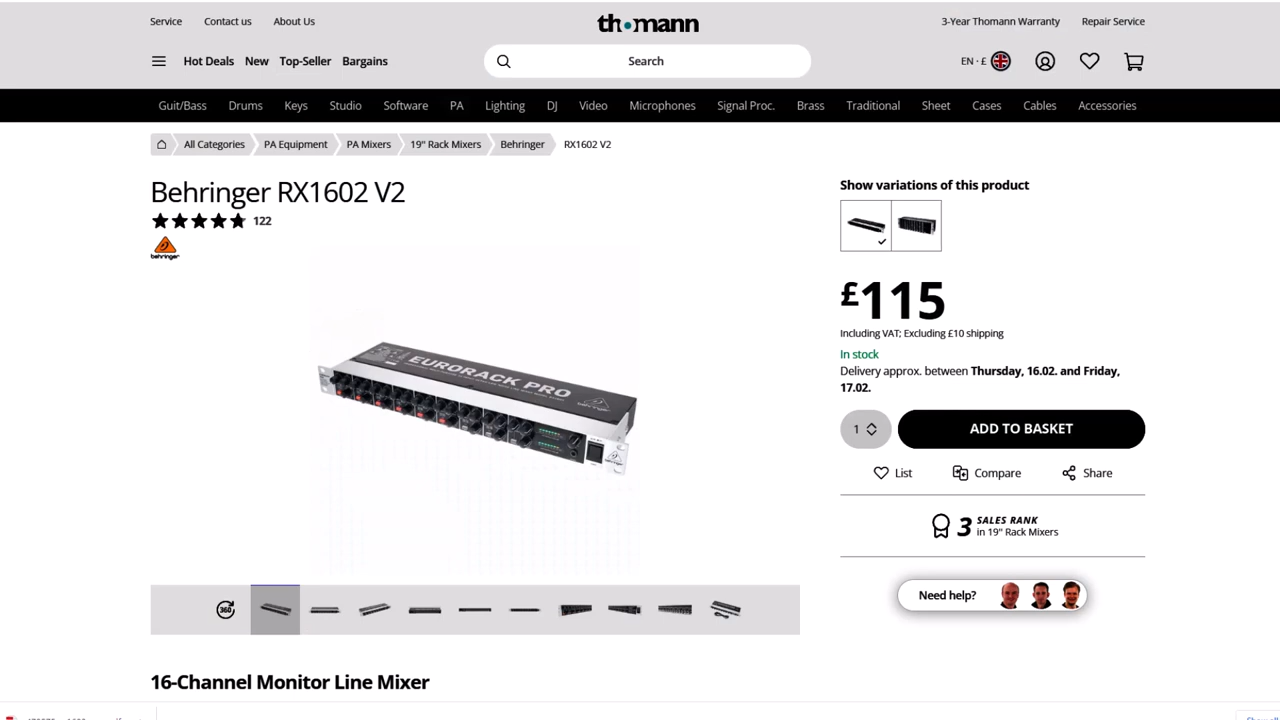 Service Contact us About Us
thomann
3-Year Thomann Warranty Repair Service
Hot Deals New Top-Seller Bargains
Search
EN · £
Guit/Bass Drums Keys Studio Software PA Lighting DJ Video Microphones Signal Proc. Brass Traditional Sheet Cases Cables Accessories
All Categories PA Equipment PA Mixers 19" Rack Mixers Behringer RX1602 V2
Behringer RX1602 V2
122
behringer
EURORACK PRO
behringer
360
16-Channel Monitor Line Mixer
Show variations of this product
£115
Including VAT; Excluding £10 shipping
In stock
Delivery approx. between Thursday, 16.02. and Friday,
17.02.
1 ADD TO BASKET
List Compare Share
3 SALES RANK
in 19" Rack Mixers
Need help?